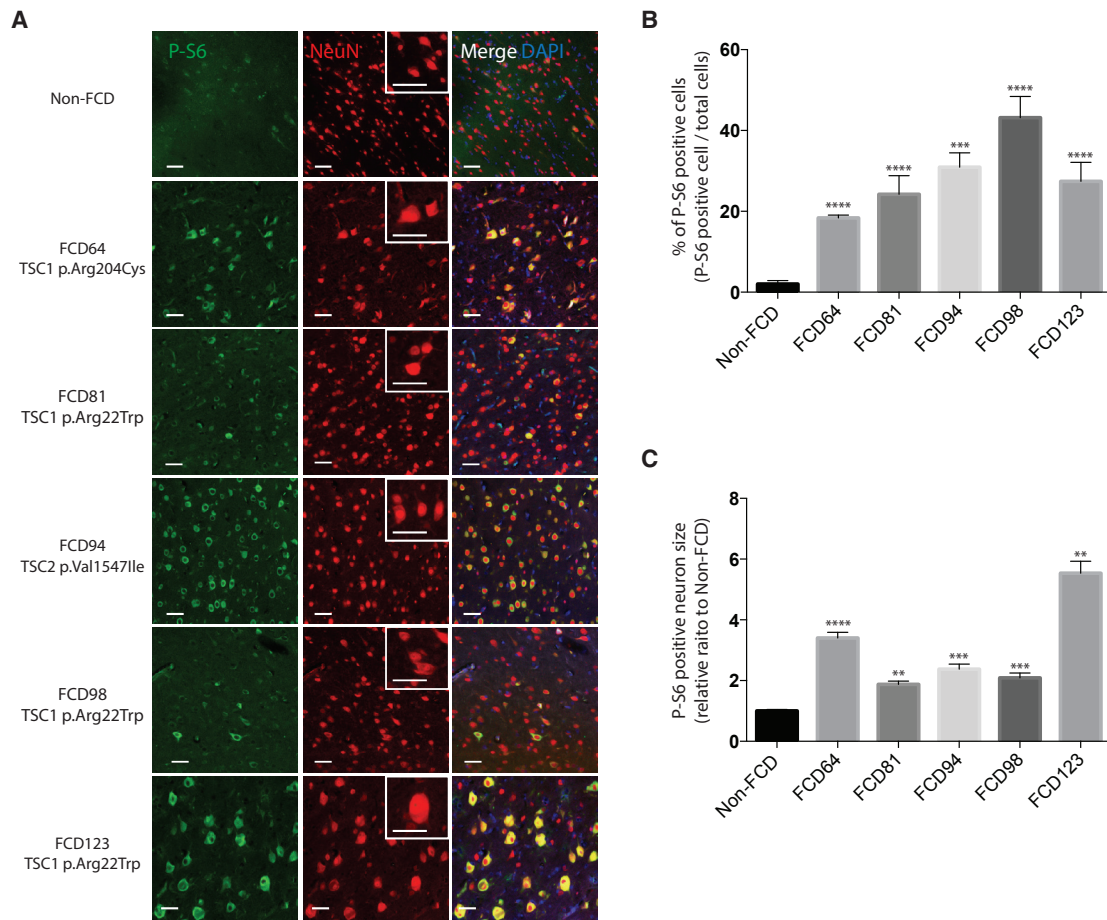 A
P-S6 NeuN Merge DAPI
Non-FCD
FCD64
TSC1 p.Arg204Cys
FCD81
TSC1 p.Arg22Trp
FCD94
TSC2 p.Val1547Ile
FCD98
TSC1 p.Arg22Trp
FCD123
TSC1 p.Arg22Trp
B
% of P-S6 positive cells
(P-S6 positive cell / total cells)
60
40
20
0
****
****
***
****
****
Non-FCD
FCD64
FCD81
FCD94
FCD98
FCD123
C
P-S6 positive neuron size
(relative raito to Non-FCD)
8
6
4
2
0
****
**
***
***
**
Non-FCD
FCD64
FCD81
FCD94
FCD98
FCD123